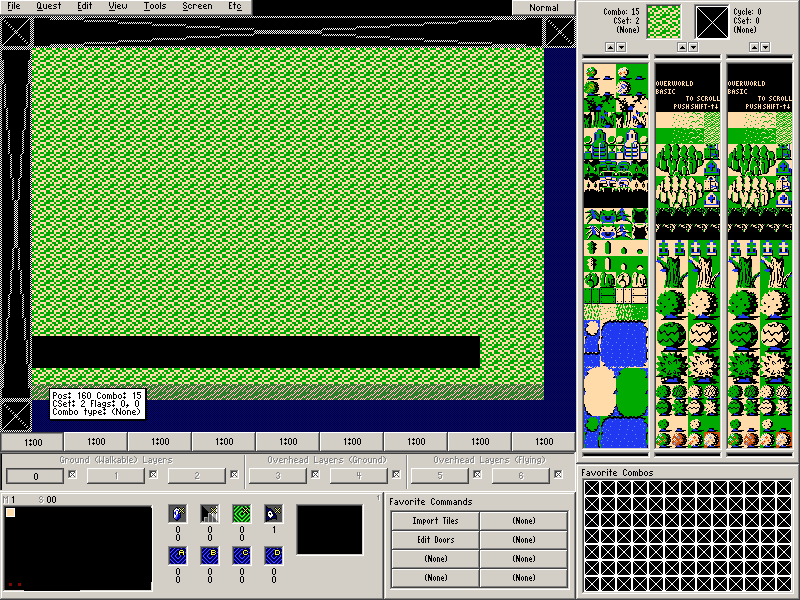 File Quest Edit View Tools Screen Etc
Normal
Combo: 15
CSet: 2
(None)
Cycle: 0
CSet: 0
(None)
OVERWORLD
BASIC
TO SCROLL
PUSH SHIFT-↑↓
OVERWORLD
BASIC
TO SCROLL
PUSH SHIFT-↑↓
Pos: 160 Combo: 15
CSet: 2 Flags: 0, 0
Combo type: (None)
1:00 1:00 1:00 1:00 1:00 1:00 1:00 1:00 1:00
Ground (Walkable) Layers
Overhead Layers (Ground)
Overhead Layers (Flying)
0 1 2 3 4 5 6
M 1 S 00
1
0 0 0 1
0 0 0
A B C D
0 0 0 0
0 0 0 0
Favorite Commands
Import Tiles (None)
Edit Doors (None)
(None) (None)
(None) (None)
Favorite Combos